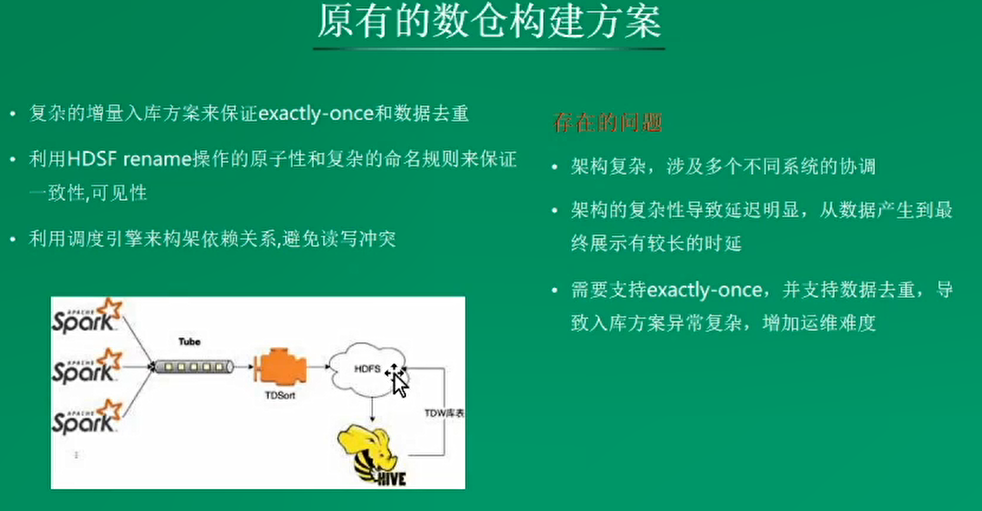 原有的数仓构建方案
• 复杂的增量入库方案来保证exactly-once和数据去重
• 利用HDSF rename操作的原子性和复杂的命名规则来保证
一致性,可见性
• 利用调度引擎来构架依赖关系,避免读写冲突
存在的问题
• 架构复杂，涉及多个不同系统的协调
• 架构的复杂性导致延迟明显，从数据产生到最
终展示有较长的时延
• 需要支持exactly-once，并支持数据去重，导
致入库方案异常复杂，增加运维难度
APACHE
Spark
APACHE
Spark
APACHE
Spark
Tube
TDSort
HDFS
TDW库表
HIVE